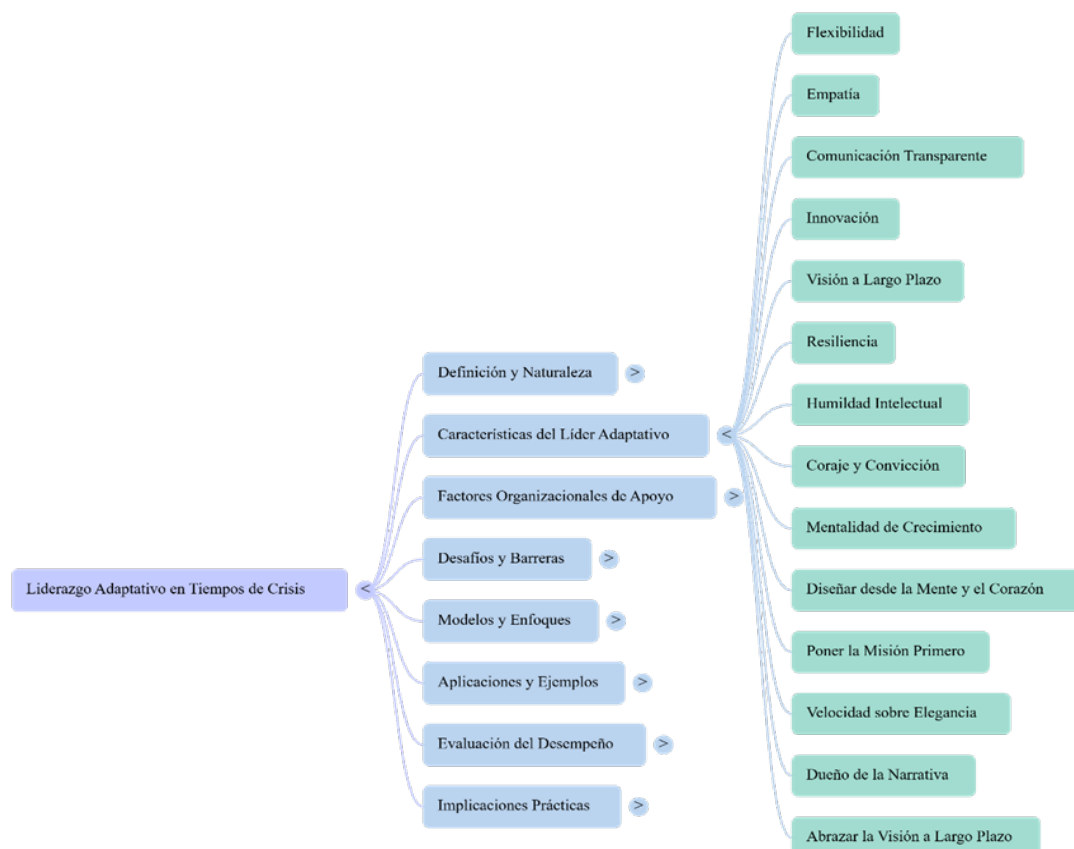 Liderazgo Adaptativo en Tiempos de Crisis
<
Definición y Naturaleza
>
Características del Líder Adaptativo
<
Factores Organizacionales de Apoyo
>
Desafíos y Barreras
>
Modelos y Enfoques
>
Aplicaciones y Ejemplos
>
Evaluación del Desempeño
>
Implicaciones Prácticas
>
Flexibilidad
Empatía
Comunicación Transparente
Innovación
Visión a Largo Plazo
Resiliencia
Humildad Intelectual
Coraje y Convicción
Mentalidad de Crecimiento
Diseñar desde la Mente y el Corazón
Poner la Misión Primero
Velocidad sobre Elegancia
Dueño de la Narrativa
Abrazar la Visión a Largo Plazo